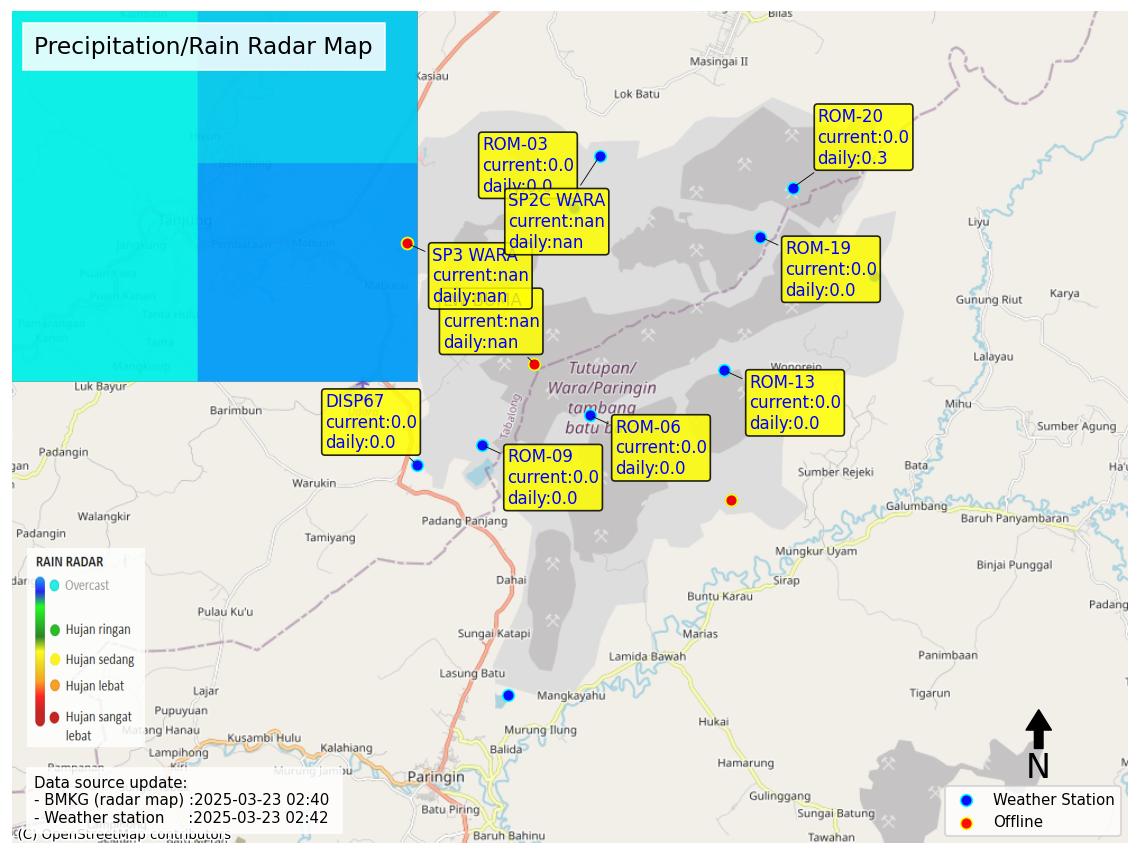 Precipitation/Rain Radar Map
Bilas
Masingai II
Kasiau
Lok Batu
ROM-20
current:0.0
daily:0.3
ROM-03
current:0.0
daily:0.0
SP2C WARA
current:nan
daily:nan
Tanjung
Liyu
ROM-19
current:0.0
daily:0.0
SP3 WARA
current:nan
daily:nan
current:nan
daily:nan
Karya
Gunung Riut
Lalayau
Wonorejo
Tutupan/
Wara/Paringin
tambang
batu b
Tabalong
ROM-13
current:0.0
daily:0.0
Luk Bayur
Barimbun
DISP67
current:0.0
daily:0.0
ROM-06
current:0.0
daily:0.0
ROM-09
current:0.0
daily:0.0
Mihu
Sumber Agung
Padangin
Warukin
Sumber Rejeki
Bata
Galumbang
Baruh Panyambaran
Walangkir
Padang Panjang
Padangin
Tamiyang
Mungkur Uyam
Binjai Punggal
Dahai
Sirap
Buntu Karau
Padang
Pulau Ku'u
Marias
Sungai Katapi
Lamida Bawah
Panimbaan
Lasung Batu
Mangkayahu
Tigarun
Lajar
Pupuyuan
Matang Hanau
Murung Ilung
Hukai
Kusambi Hulu
Lampihong
Kalahiang
Balida
Hamarung
Murung Jambu
Paringin
Gulinggang
Batu Piring
Sungai Batung
Baruh Bahinu
Tawahan
RAIN RADAR
Overcast
Hujan ringan
Hujan sedang
Hujan lebat
Hujan sangat
lebat
Data source update:
- BMKG (radar map) :2025-03-23 02:40
- Weather station :2025-03-23 02:42
(C) OpenStreetMap contributors
N
Weather Station
Offline